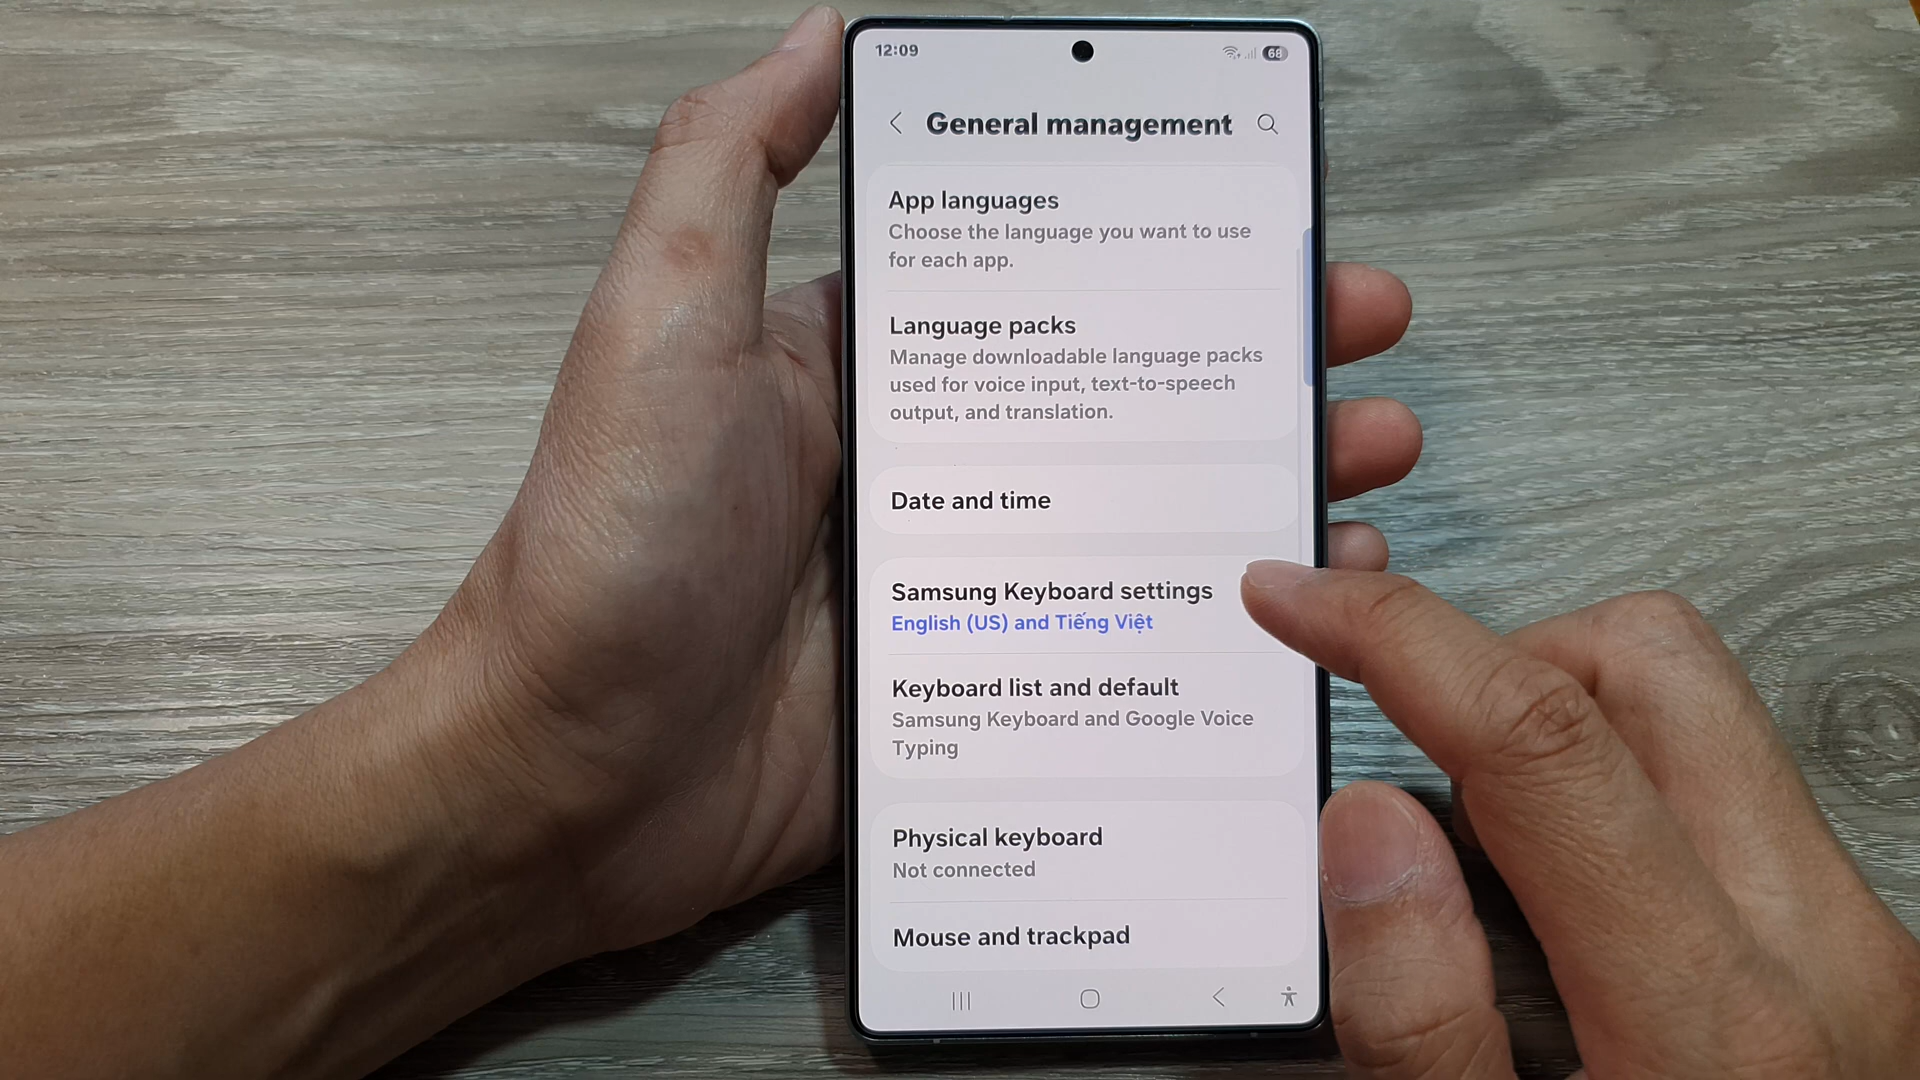 12:09
68
General management
App languages
Choose the language you want to use
for each app.
Language packs
Manage downloadable language packs
used for voice input, text-to-speech
output, and translation.
Date and time
Samsung Keyboard settings
English (US) and Tiếng Việt
Keyboard list and default
Samsung Keyboard and Google Voice
Typing
Physical keyboard
Not connected
Mouse and trackpad